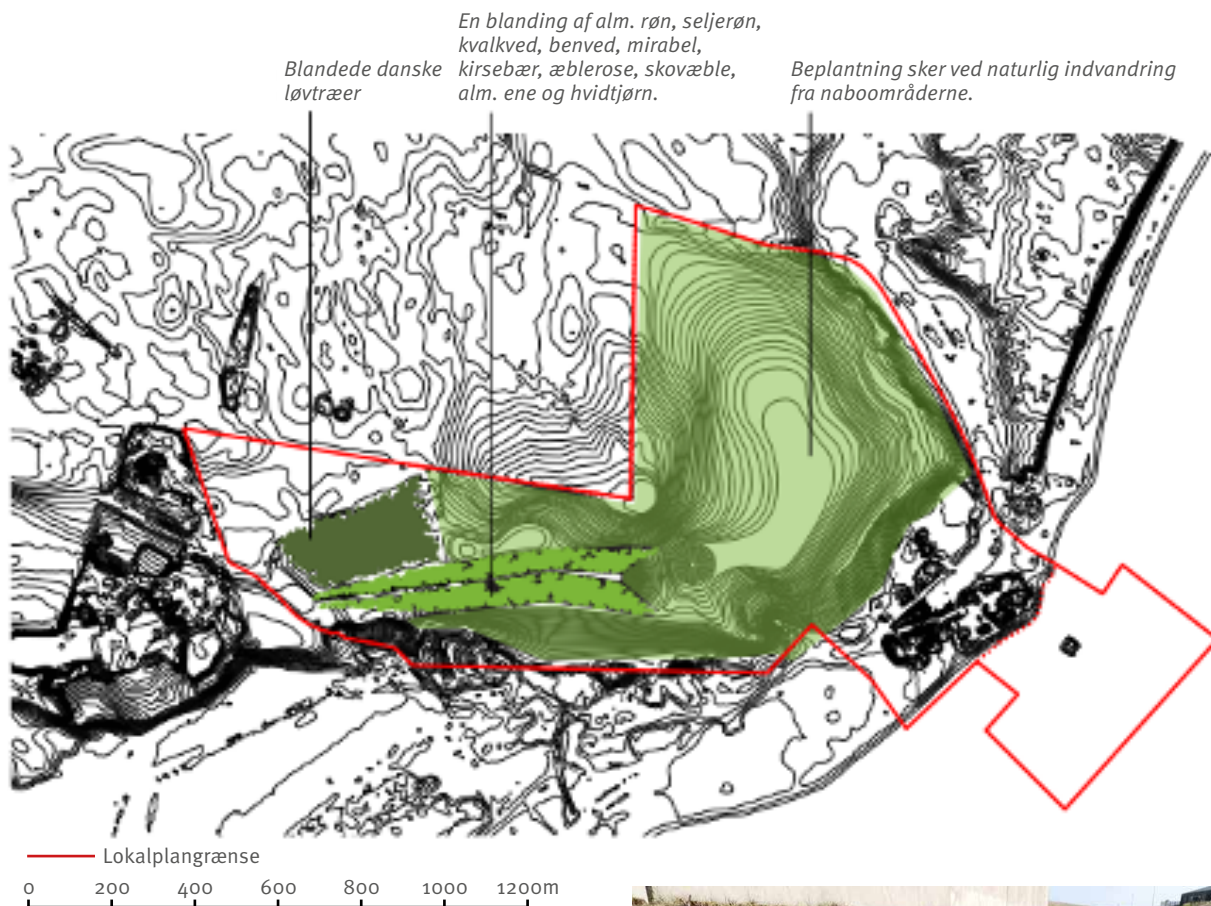 Blandede danske
løvtræer
En blanding af alm. røn, seljerøn,
kvalkved, benved, mirabel,
kirsebær, æblerose, skovæble,
alm. ene og hvidtjørn.
Beplantning sker ved naturlig indvandring
fra naboområderne.
Lokalplangrænse
0 200 400 600 800 1000 1200m